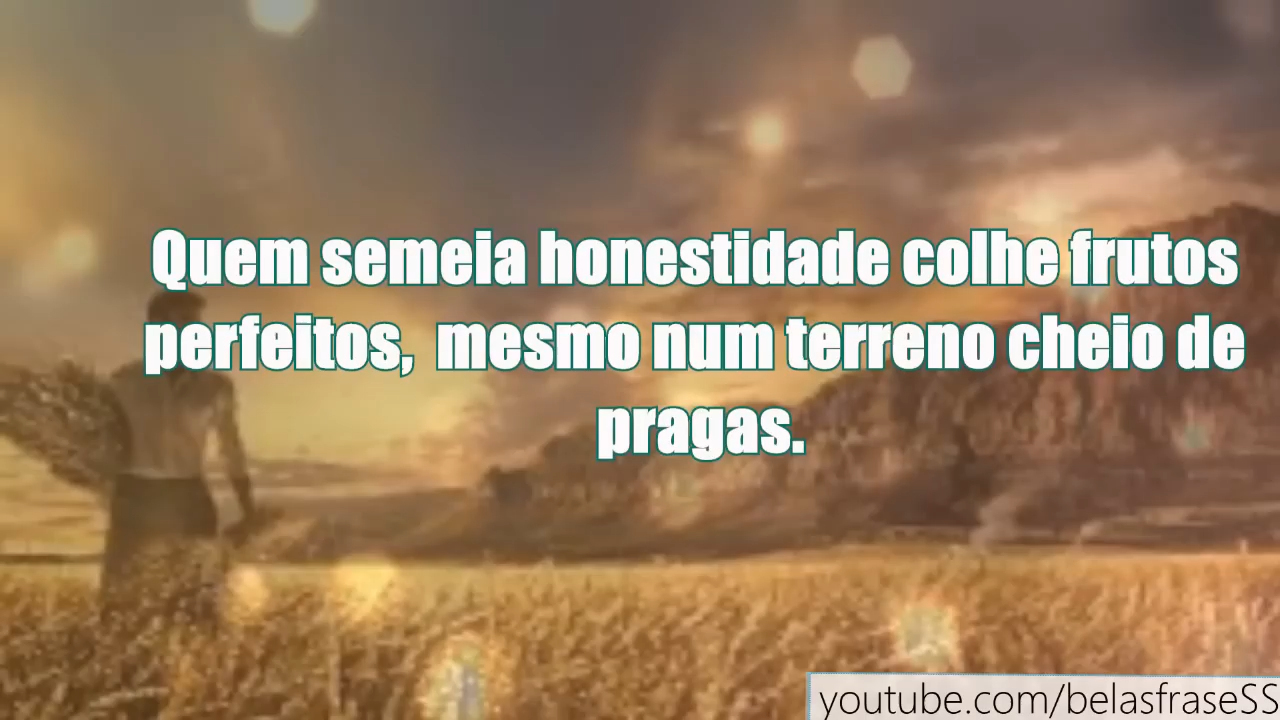 Quem semeia honestidade colhe frutos
perfeitos, mesmo num terreno cheio de
pragas.
youtube.com/belasfraseSS